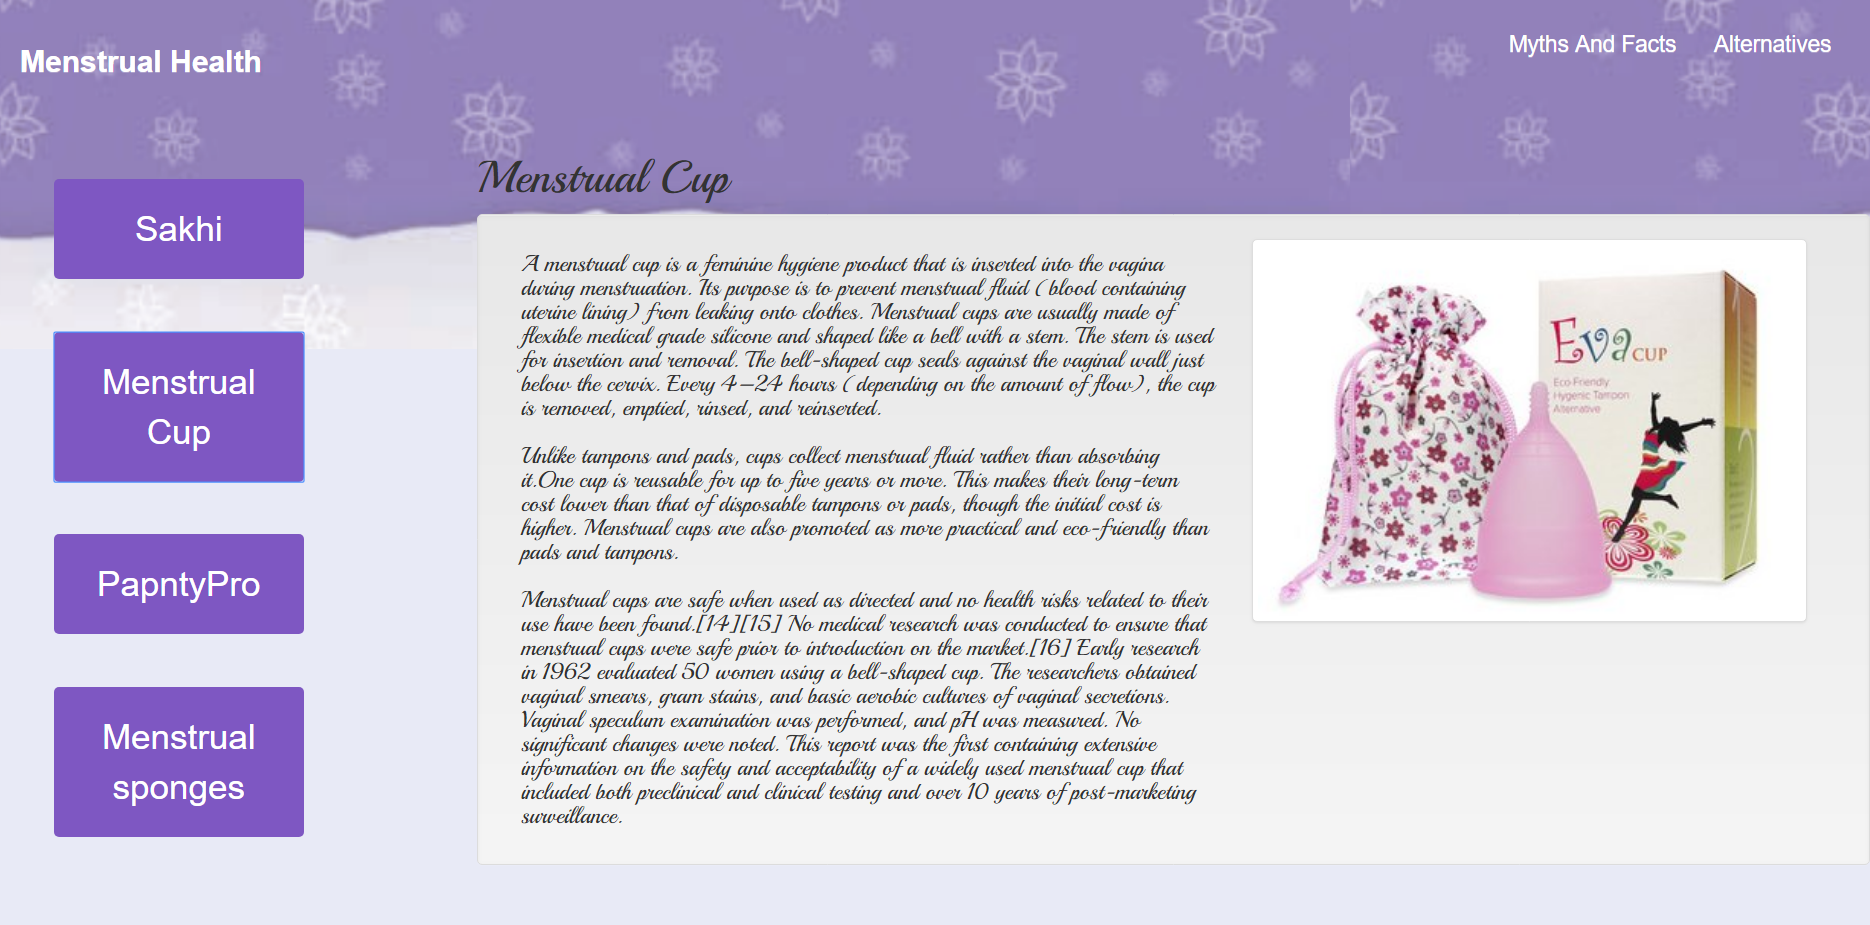 Menstrual Health
Myths And Facts
Alternatives
Sakhi
Menstrual
Cup
PapntyPro
Menstrual
sponges
Menstrual Cup
A menstrual cup is a feminine hygiene product that is inserted into the vagina
during menstruation. Its purpose is to prevent menstrual fluid (blood containing
uterine lining) from leaking onto clothes. Menstrual cups are usually made of
flexible medical grade silicone and shaped like a bell with a stem. The stem is used
for insertion and removal. The bell-shaped cup seals against the vaginal wall just
below the cervix. Every 4–24 hours (depending on the amount of flow), the cup
is removed, emptied, rinsed, and reinserted.
Unlike tampons and pads, cups collect menstrual fluid rather than absorbing
it.One cup is reusable for up to five years or more. This makes their long-term
cost lower than that of disposable tampons or pads, though the initial cost is
higher. Menstrual cups are also promoted as more practical and eco-friendly than
pads and tampons.
Menstrual cups are safe when used as directed and no health risks related to their
use have been found.[14][15] No medical research was conducted to ensure that
menstrual cups were safe prior to introduction on the market.[16] Early research
in 1962 evaluated 50 women using a bell-shaped cup. The researchers obtained
vaginal smears, gram stains, and basic aerobic cultures of vaginal secretions.
Vaginal speculum examination was performed, and pH was measured. No
significant changes were noted. This report was the first containing extensive
information on the safety and acceptability of a widely used menstrual cup that
included both preclinical and clinical testing and over 10 years of post-marketing
surveillance.
Eva CUP
Eco-Friendly
Hygenic Tampon
Alternative